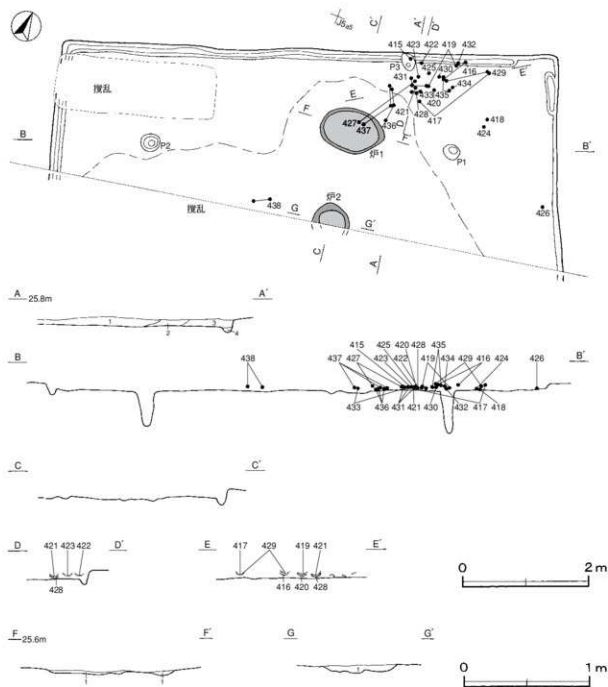 J5a5
C′ A′ D′
415 423 422 419 432
P3 425 430 416 E′
431 429
435 434
433
420
428
417
E
F
421
427 437 436
D
F′
炉1
418
424
P1
撹乱
B B′
P2
撹乱
438
G 炉2 G′
426
C A
A 25.8m A′
1 2 3 4
420 428 435
415 425 434
B 438 437 427 423 422 419 429 416 424 426 B′
433 436 431 421 430 432 417 418
C C′
D 421 423 422 D′
428
E 417 429 419 421 E′
416 420 428
0 2 m
F 25.6m F′
1 1
G G′
1
0 1 m